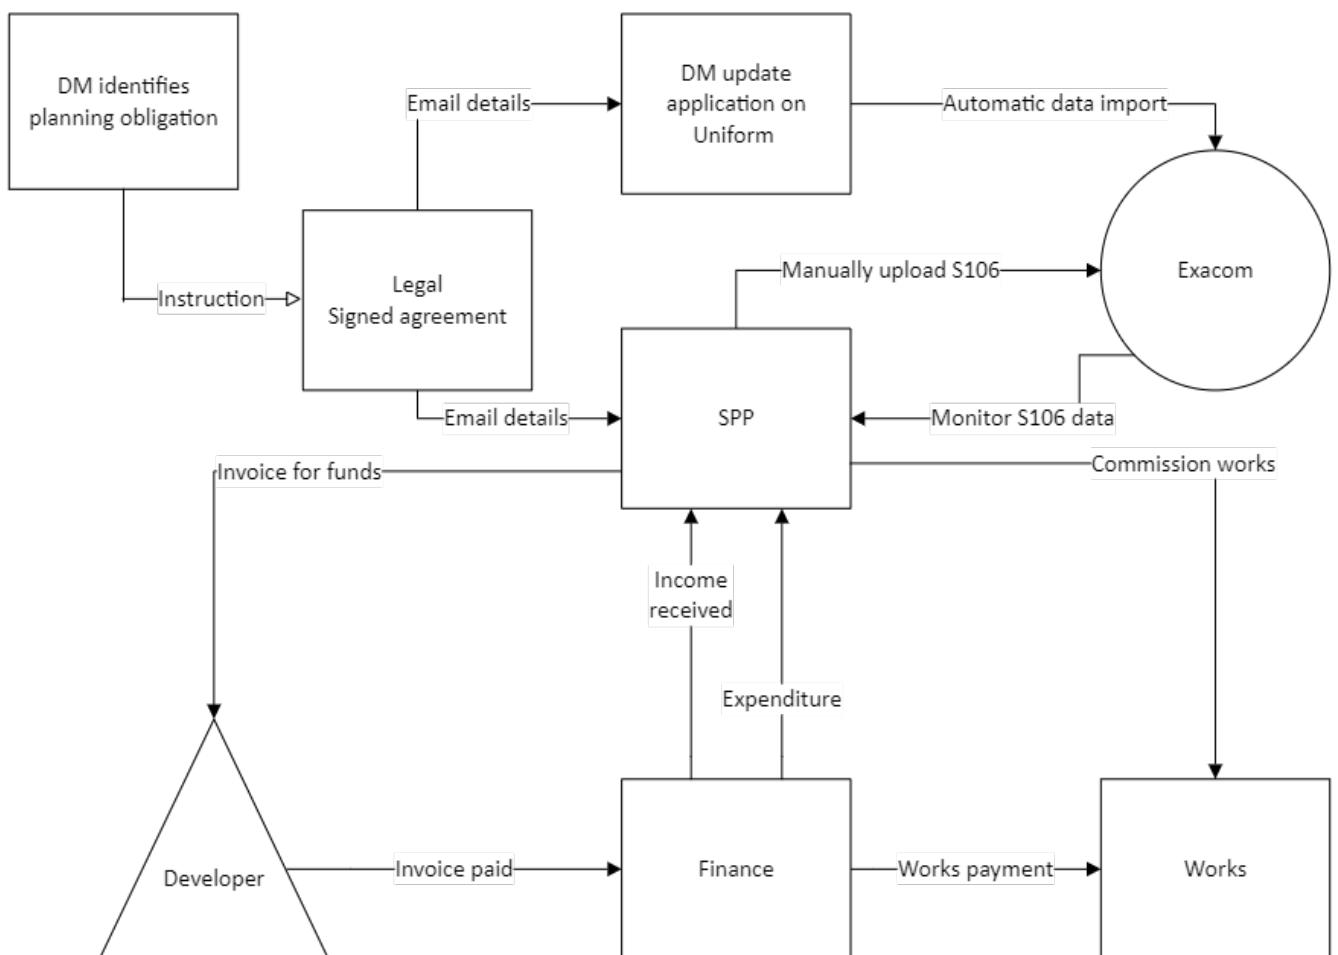 DM identifies
planning obligation
DM update
application on
Uniform
Email details
Automatic data import
Instruction
Legal
Signed agreement
Manually upload S106
Exacom
Email details
SPP
Monitor S106 data
Invoice for funds
Commission works
Income
received
Expenditure
Developer
Invoice paid
Finance
Works payment
Works